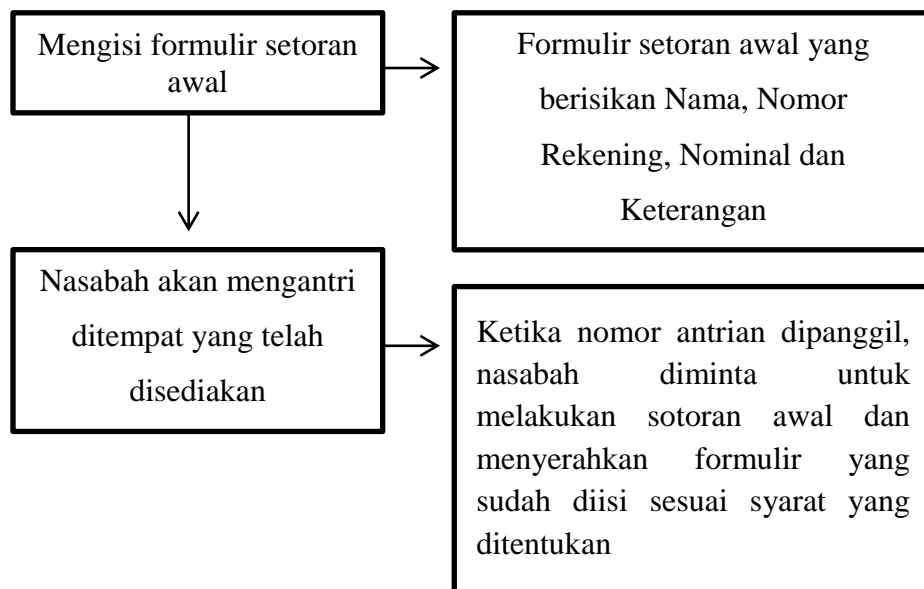 Mengisi formulir setoran
awal
Formulir setoran awal yang
berisikan Nama, Nomor
Rekening, Nominal dan
Keterangan
Nasabah akan mengantri
ditempat yang telah
disediakan
Ketika nomor antrian dipanggil,
nasabah diminta untuk
melakukan sotoran awal dan
menyerahkan formulir yang
sudah diisi sesuai syarat yang
ditentukan